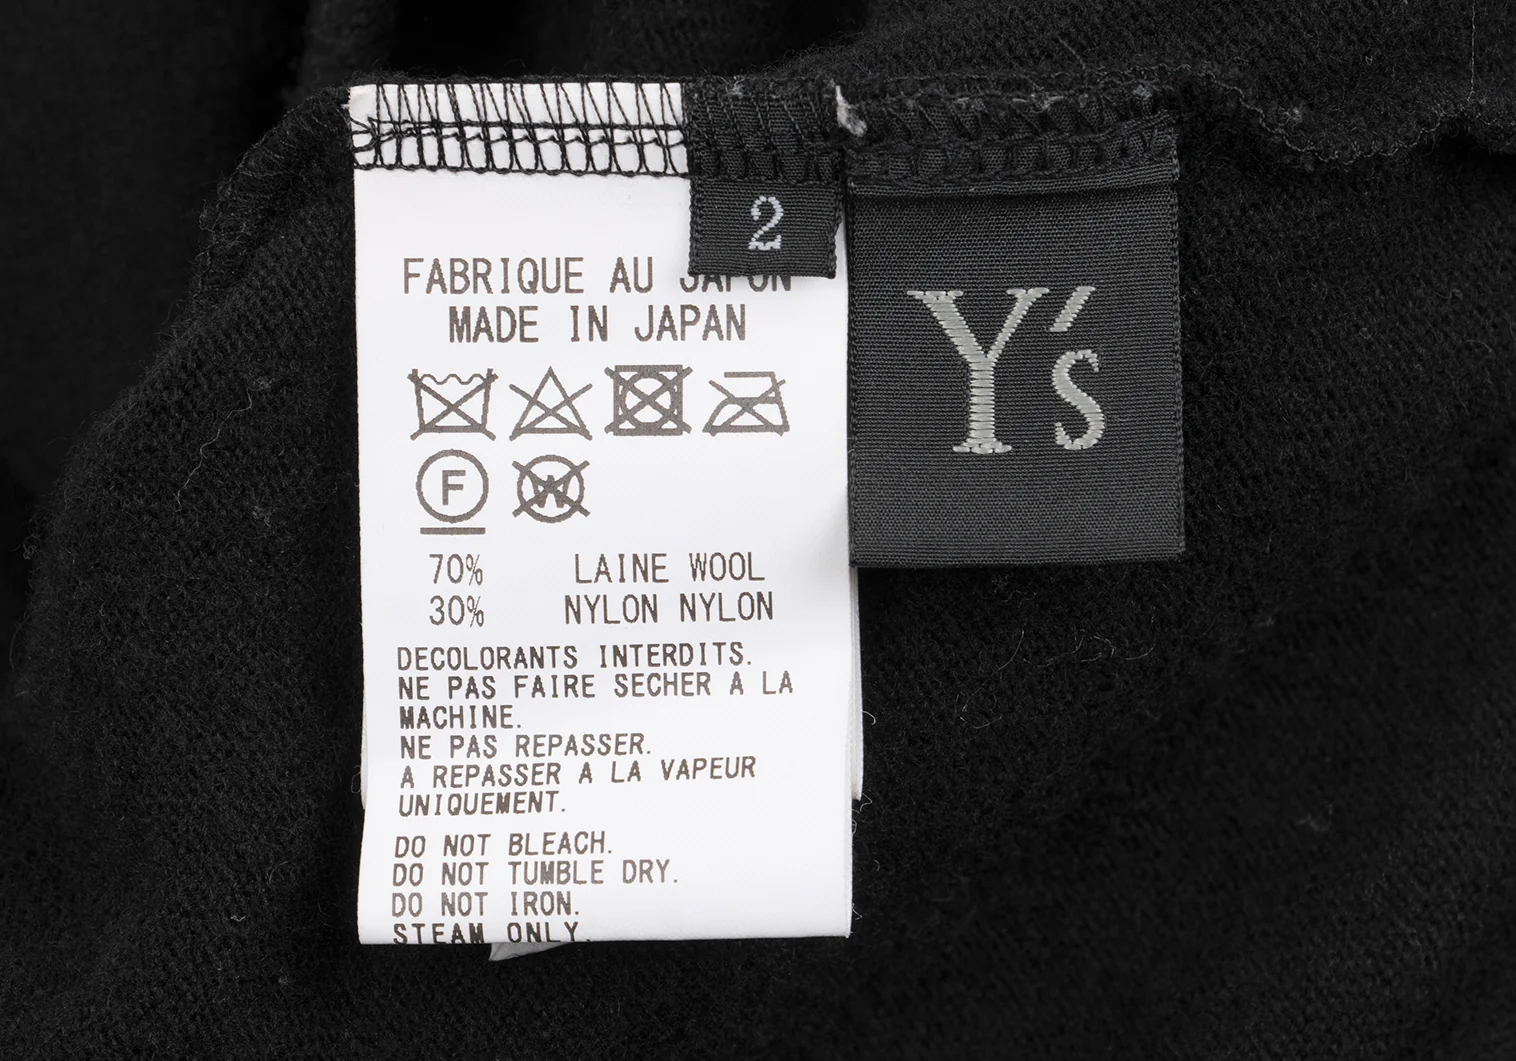 2
FABRIQUE AU JAPON
MADE IN JAPAN
F
W
70% LAINE WOOL
30% NYLON NYLON
DECOLORANTS INTERDITS.
NE PAS FAIRE SECHER A LA
MACHINE.
NE PAS REPASSER.
A REPASSER A LA VAPEUR
UNIQUEMENT.
DO NOT BLEACH.
DO NOT TUMBLE DRY.
DO NOT IRON.
STEAM ONLY.
Y's